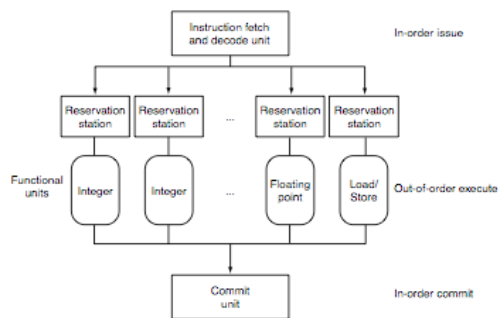 Instruction fetch
and decode unit
In-order issue
Reservation
station
Reservation
station
...
Reservation
station
Reservation
station
Functional
units
Integer
Integer
...
Floating
point
Load/
Store
Out-of-order execute
Commit
unit
In-order commit